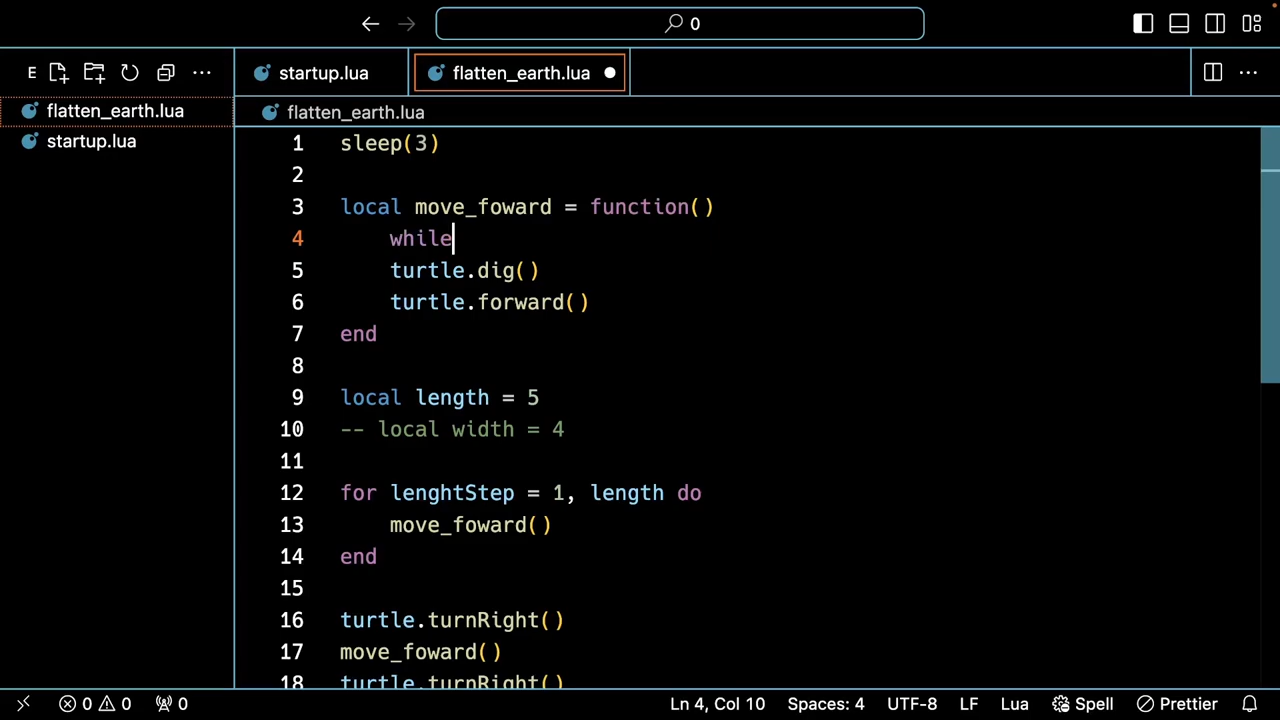 0
E
startup.lua
flatten_earth.lua
flatten_earth.lua
startup.lua
flatten_earth.lua
1 sleep(3)
2
3 local move_foward = function()
4     while
5     turtle.dig()
6     turtle.forward()
7 end
8
9 local length = 5
10 -- local width = 4
11
12 for lenghtStep = 1, length do
13     move_foward()
14 end
15
16 turtle.turnRight()
17 move_foward()
18 turtle.turnRight()
0 0 0 Ln 4, Col 10 Spaces: 4 UTF-8 LF Lua Spell Prettier